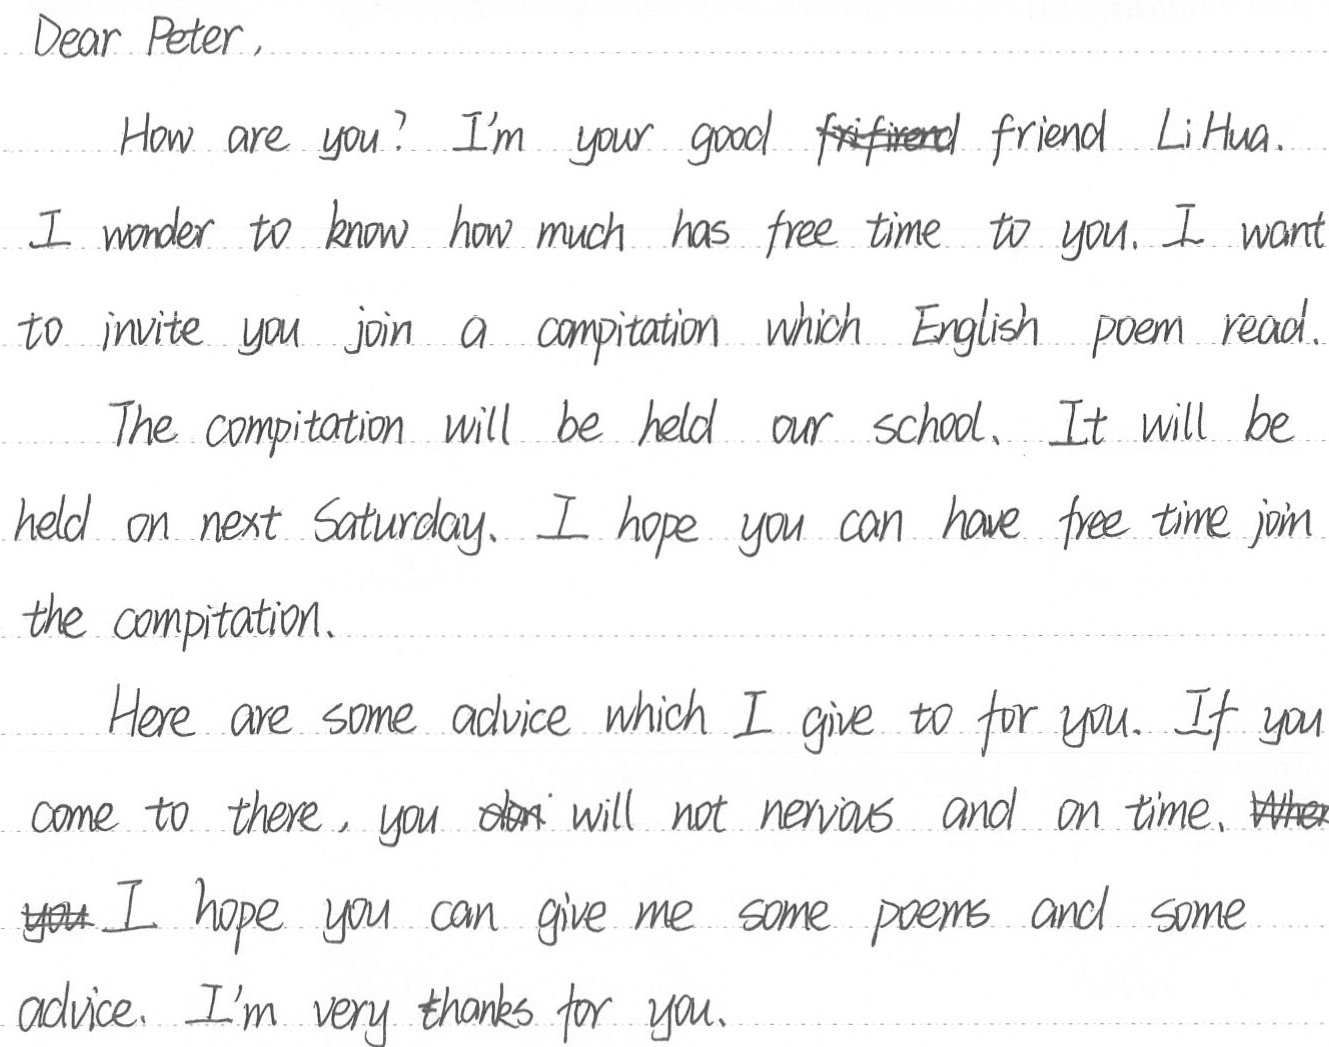 Dear Peter,
How are you? I'm your good friend Li Hua.
I wonder to know how much has free time to you. I want
to invite you join a compitation which English poem read.
The compitation will be held our school. It will be
held on next Saturday. I hope you can have free time join
the compitation.
Here are some advice which I give to for you. If you
come to there, you will not nervous and on time.
I hope you can give me some poems and some
advice. I'm very thanks for you.